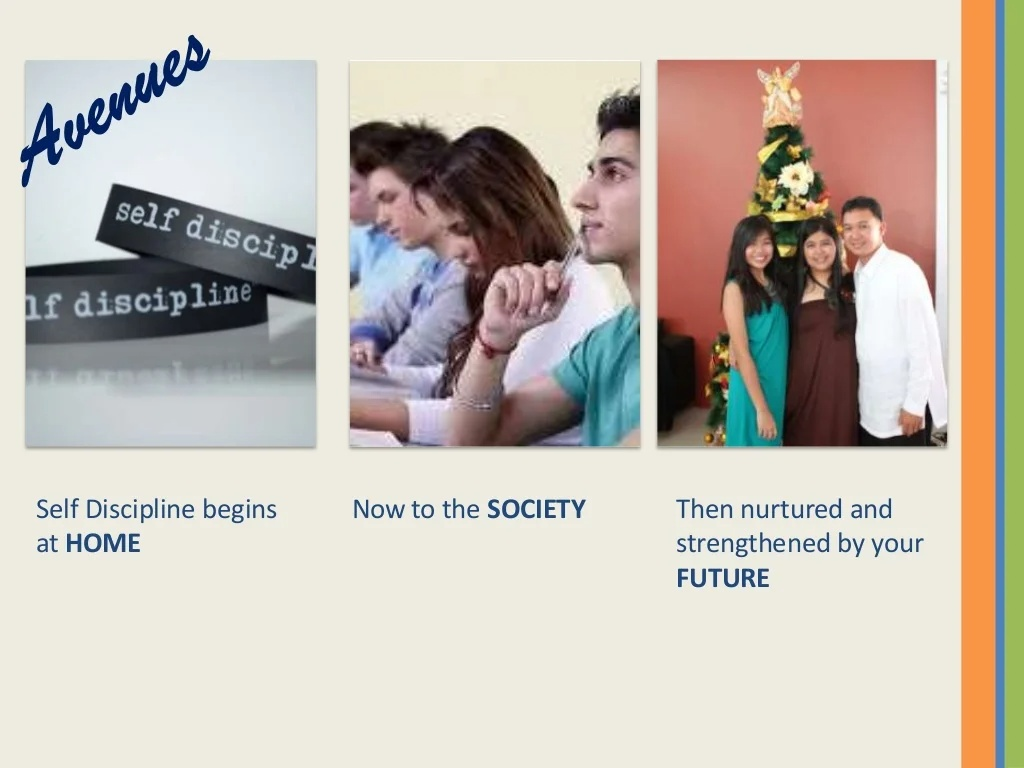 Avenues
self discipl
lf discipline
Self Discipline begins
at HOME
Now to the SOCIETY
Then nurtured and
strengthened by your
FUTURE